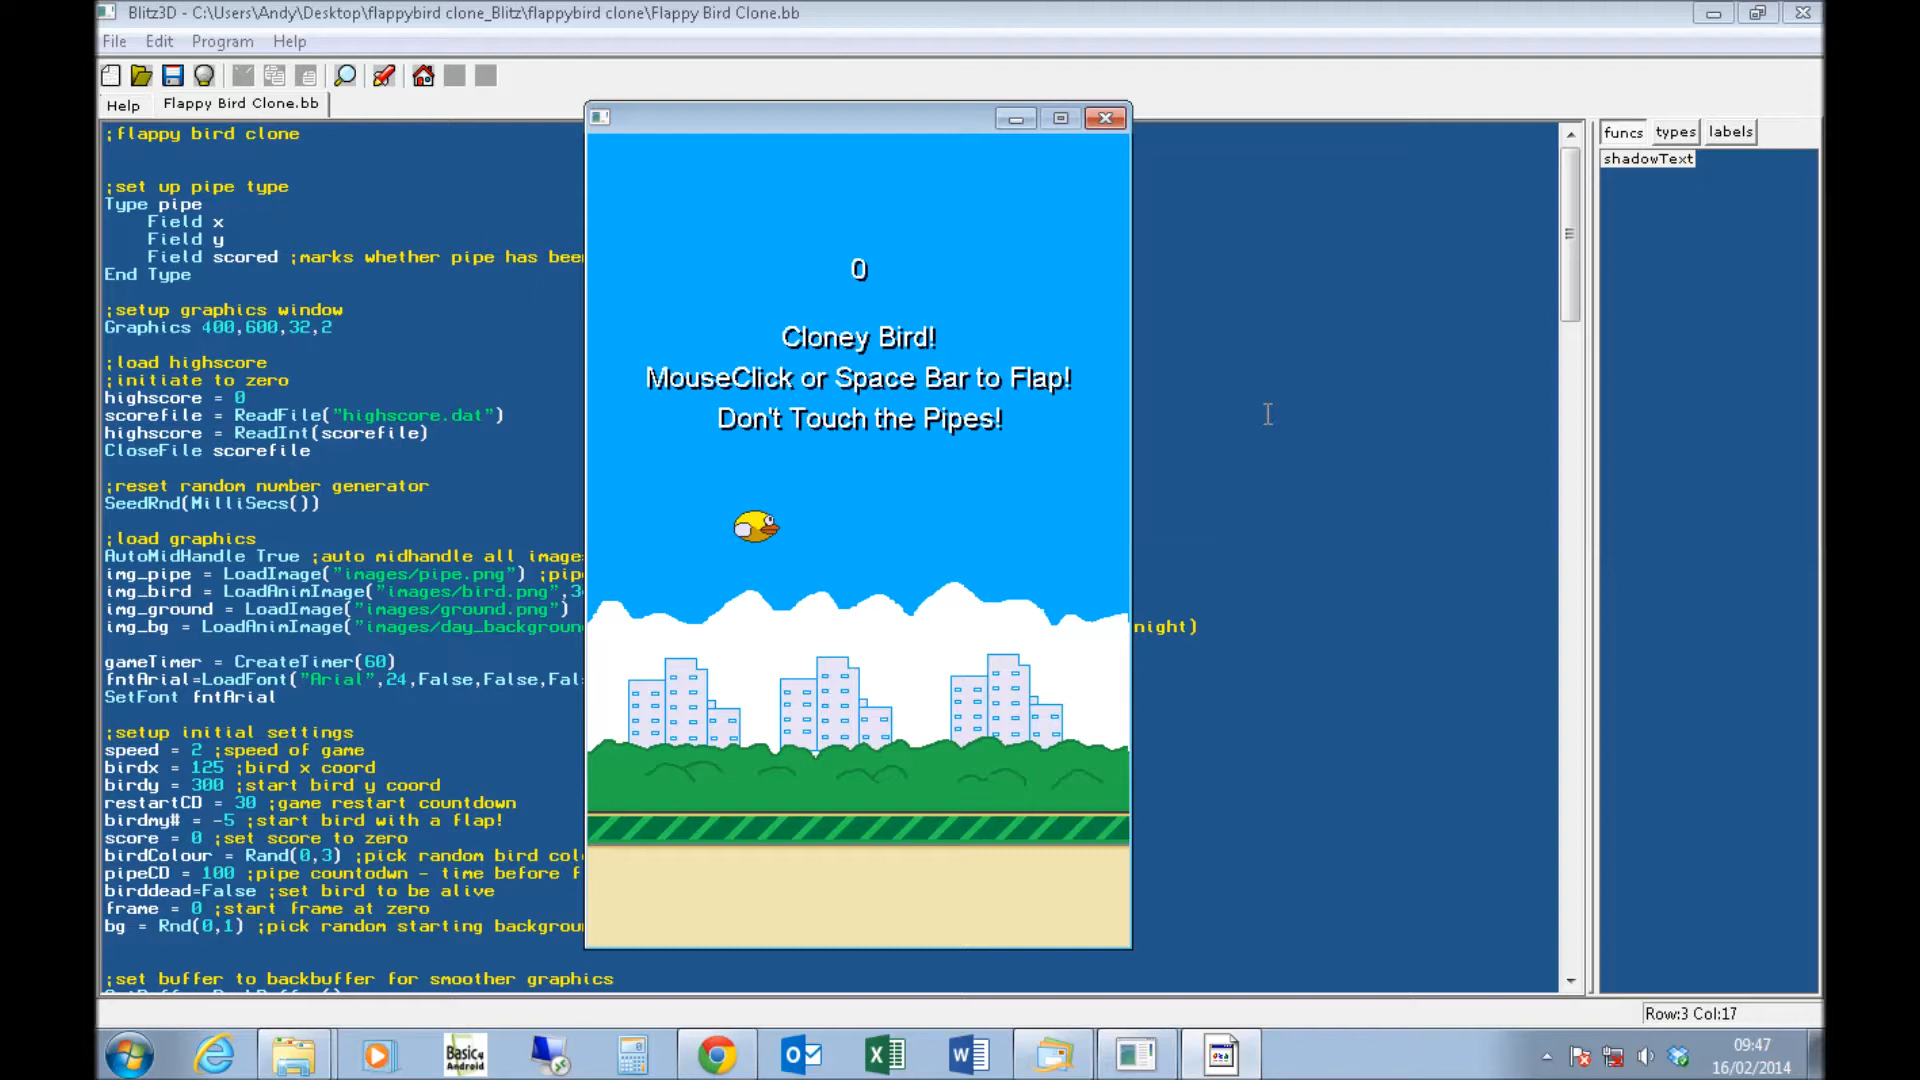 Blitz3D - C:\Users\Andy\Desktop\flappybird clone_Blitz\flappybird clone\Flappy Bird Clone.bb
File Edit Program Help
Help Flappy Bird Clone.bb
funcs types labels
shadowText
;flappy bird clone
;set up pipe type
Type pipe
Field x
Field y
Field scored ;marks whether pipe has been
End Type
;setup graphics window
Graphics 400,600,32,2
;load highscore
;initiate to zero
highscore = 0
scorefile = ReadFile("highscore.dat")
highscore = ReadInt(scorefile)
CloseFile scorefile
;reset random number generator
SeedRnd(MilliSecs())
;load graphics
AutoMidHandle True ;auto midhandle all image
img_pipe = LoadImage("images/pipe.png") ;pip
img_bird = LoadAnimImage("images/bird.png",3
img_ground = LoadImage("images/ground.png")
img_bg = LoadAnimImage("images/day_backgroun night)
gameTimer = CreateTimer(60)
fntArial=LoadFont("Arial",24,False,False,Fal
SetFont fntArial
;setup initial settings
speed = 2 ;speed of game
birdx = 125 ;bird x coord
birdy = 300 ;start bird y coord
restartCD = 30 ;game restart countdown
birdmy# = -5 ;start bird with a flap!
score = 0 ;set score to zero
birdColour = Rand(0,3) ;pick random bird col
pipeCD = 100 ;pipe countodwn - time before f
birddead=False ;set bird to be alive
frame = 0 ;start frame at zero
bg = Rnd(0,1) ;pick random starting backgrou
;set buffer to backbuffer for smoother graphics
0
Cloney Bird!
MouseClick or Space Bar to Flap!
Don't Touch the Pipes!
Row:3 Col:17
Basic4
Android
09:47
16/02/2014